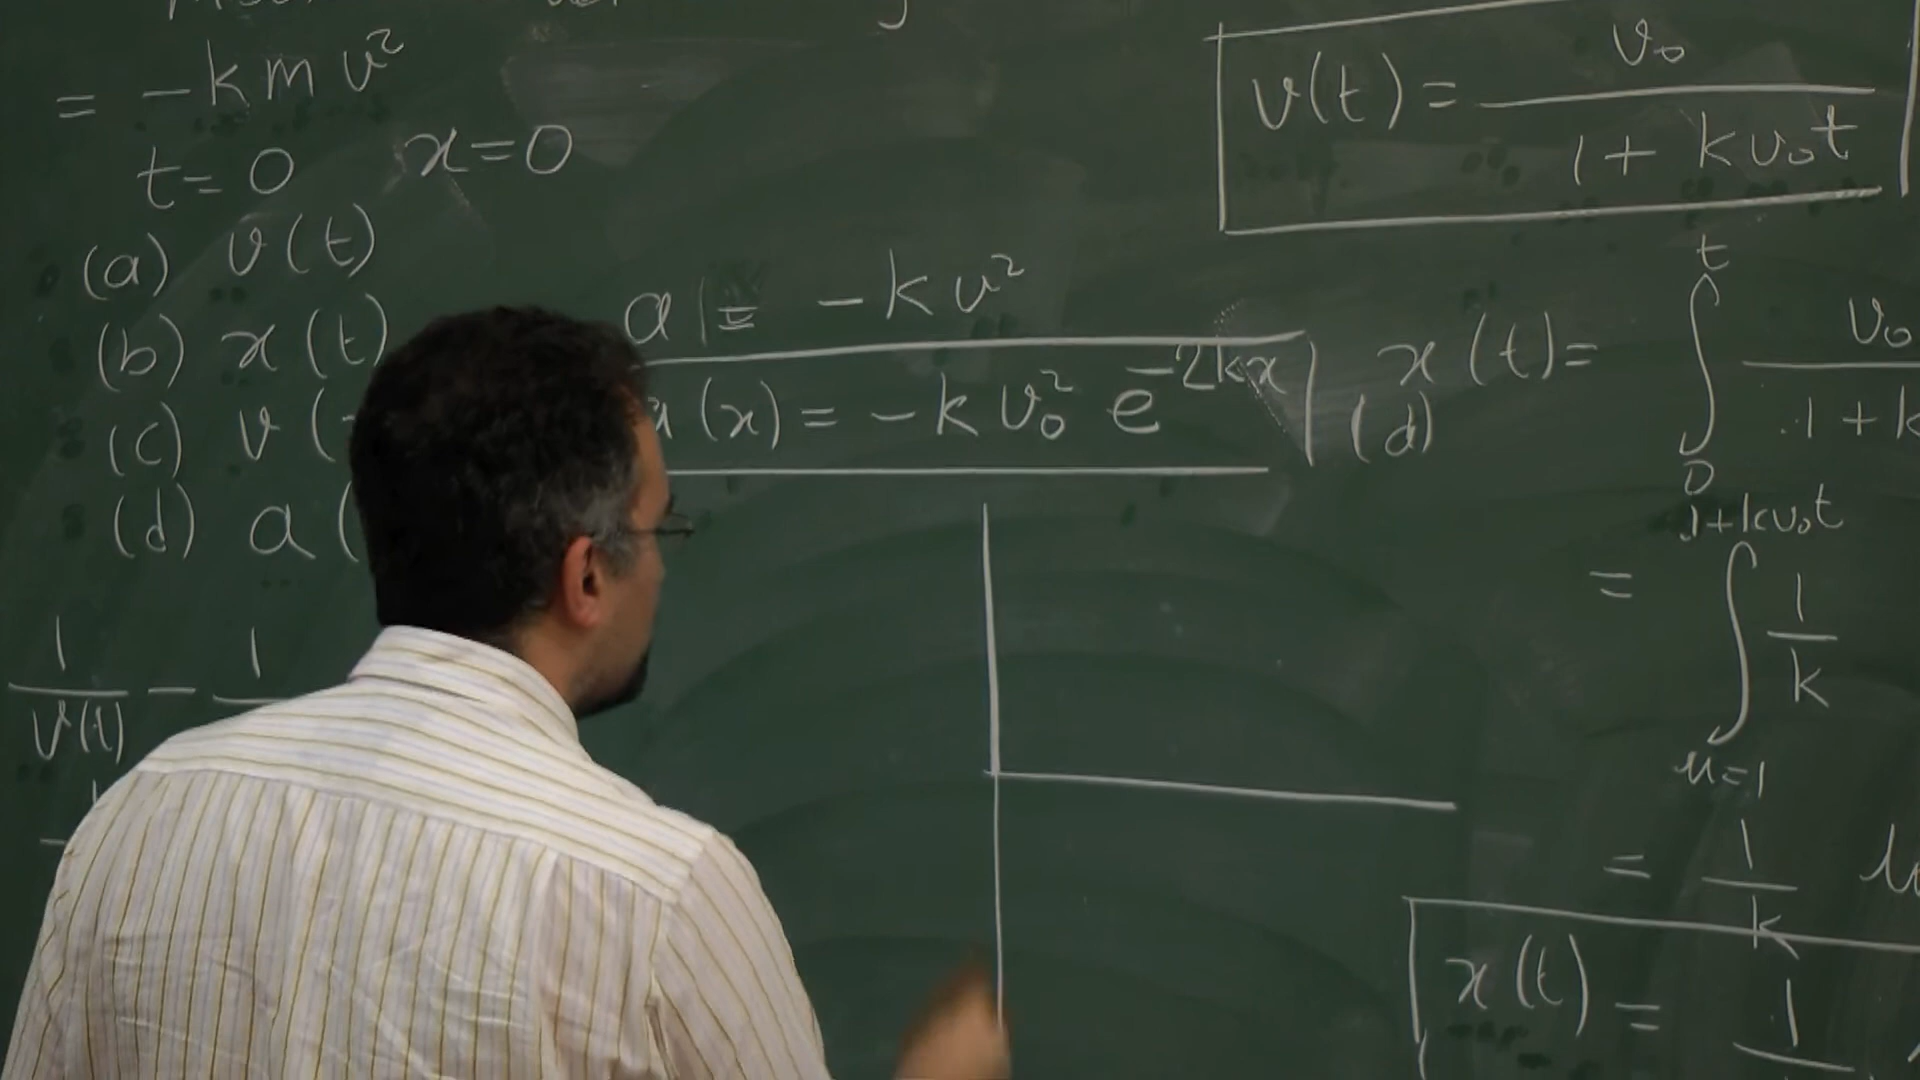 = -kmv²
t=0 x=0
(a) v(t)
(b) x(t)
(c) v(
(d) a(
1/v(t) - 1
a = -kv²
a(x) = -kv₀² e^{-2kx}
(d)
v(t) = v₀/(1 + kv₀t)
x(t) = ∫₀ᵗ v₀/(1+k
= ∫_{u=1}^{1+kv₀t} 1/k
= 1/k
x(t) = 1